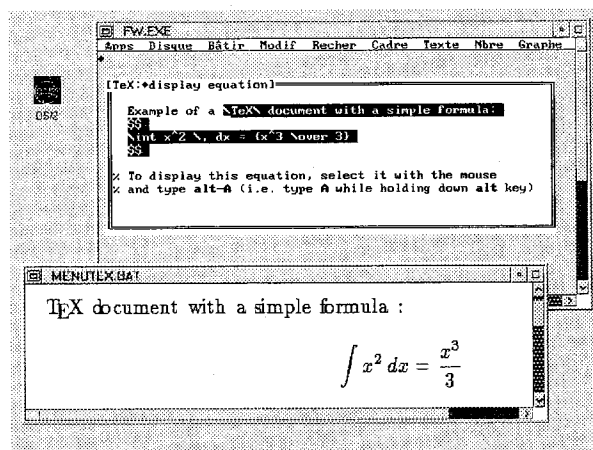 FW.EXE
Apps Disque Bâtir Modif Recher Cadre Texte Nbre Graphe
[TeX:♦display equation]
OS/2
Example of a \TeX\ document with a simple formula:
$$
\int x^2 \, dx = {x^3 \over 3}
$$
% To display this equation, select it with the mouse
% and type alt-A (i.e. type A while holding down alt key)
MENUTEX.BAT
TEX document with a simple formula :
∫ x² dx = x³/3